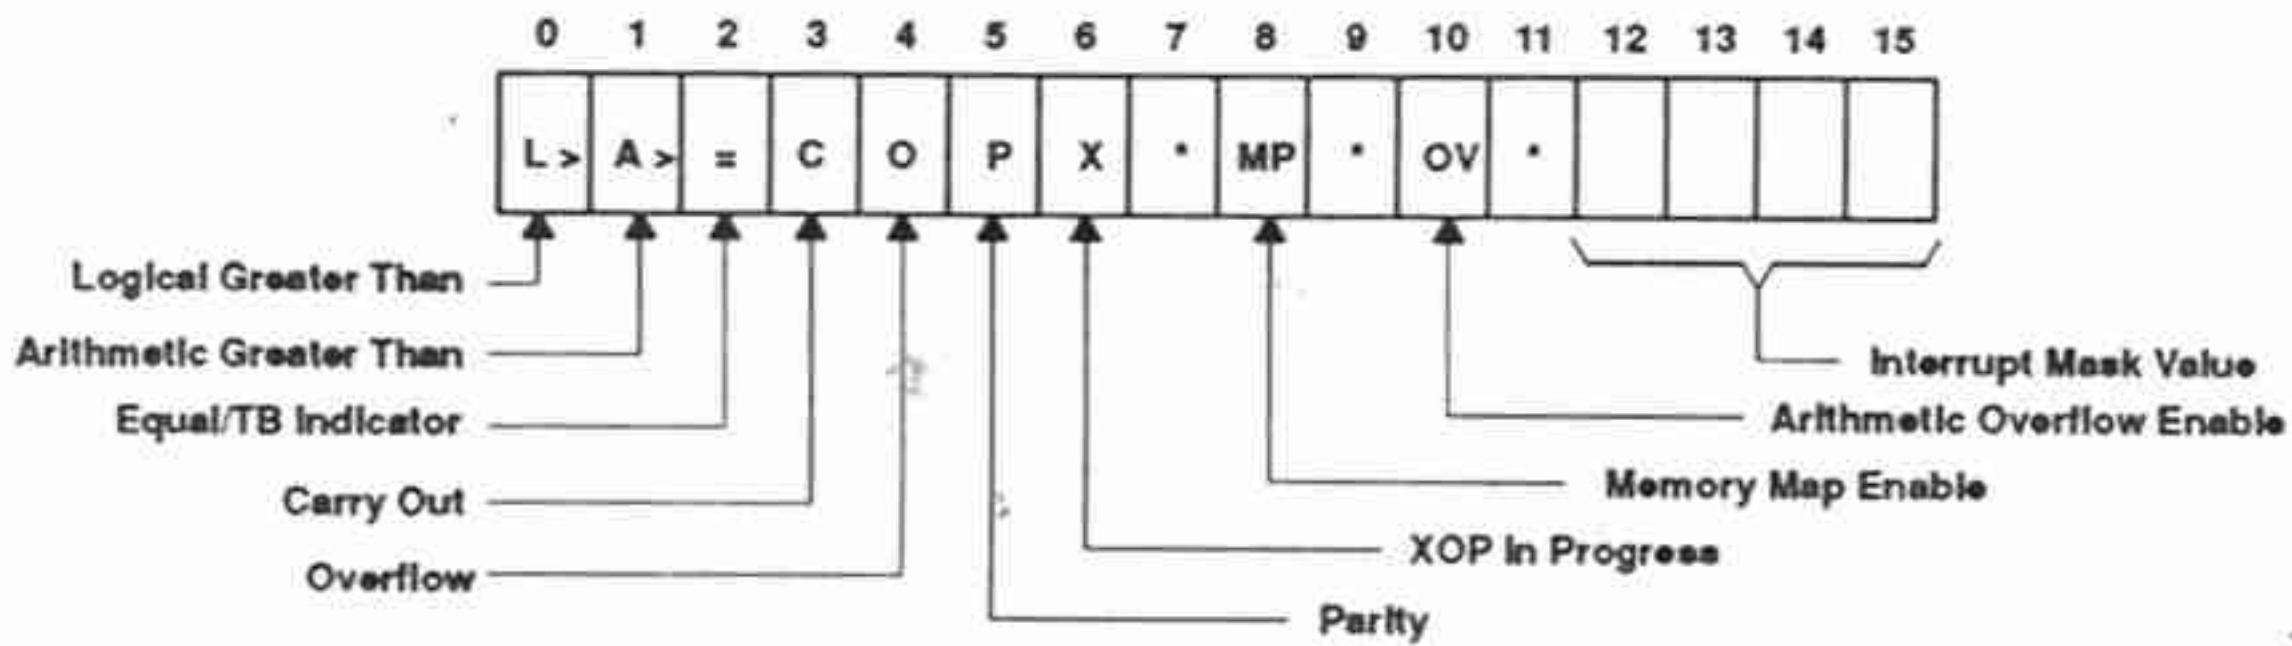 0 1 2 3 4 5 6 7 8 9 10 11 12 13 14 15
L > A > = C O P X * MP * OV *
Logical Greater Than
Arithmetic Greater Than
Equal/TB Indicator
Carry Out
Overflow
Interrupt Mask Value
Arithmetic Overflow Enable
Memory Map Enable
XOP In Progress
Parity